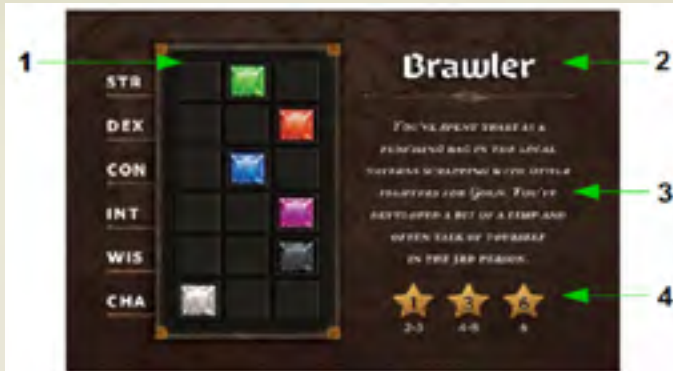 1
STR
DEX
CON
INT
WIS
CHA
Brawler
2
You've spent years as a
punching bag in the local
taverns scrapping with other
fighters for Gold. You've
developed a bit of a limp and
often talk of yourself
in the 3rd person.
3
1 3 6
2-3 4-5 6
4